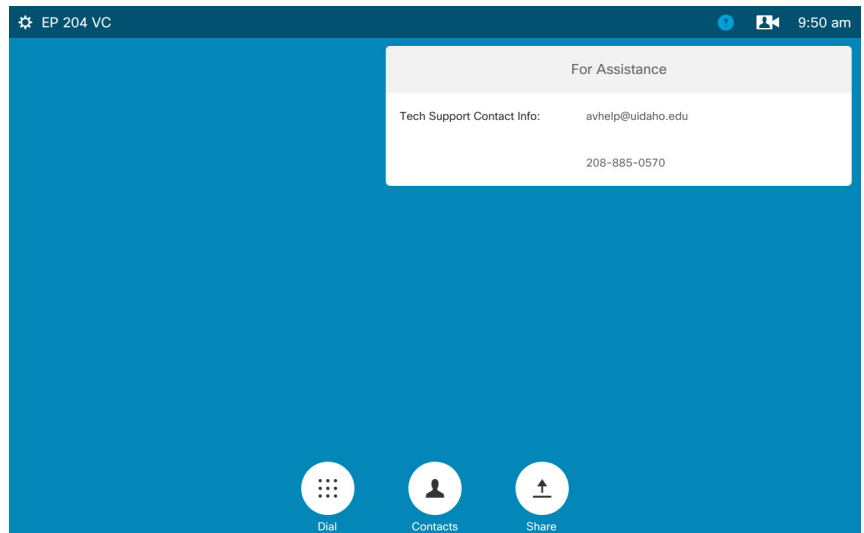 EP 204 VC
? 9:50 am
For Assistance
Tech Support Contact Info: avhelp@uidaho.edu
208-885-0570
Dial Contacts Share